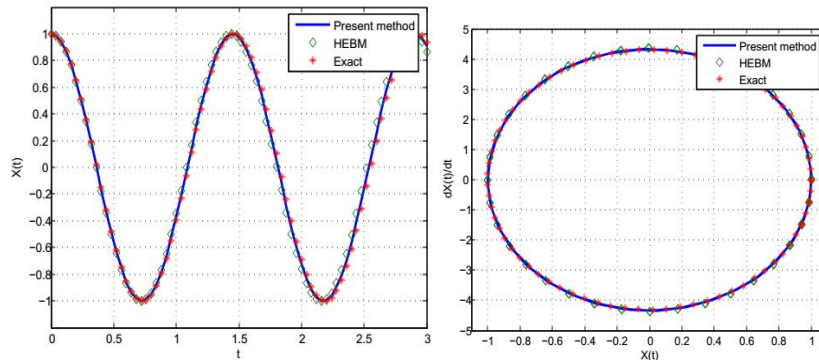 Present method
HEBM
Exact
1
0.8
0.6
0.4
0.2
0
−0.2
−0.4
−0.6
−0.8
−1
X(t)
0 0.5 1 1.5 2 2.5 3
t
Present method
HEBM
Exact
5
4
3
2
1
0
−1
−2
−3
−4
−5
dX(t)/dt
−1 −0.8 −0.6 −0.4 −0.2 0 0.2 0.4 0.6 0.8 1
X(t)